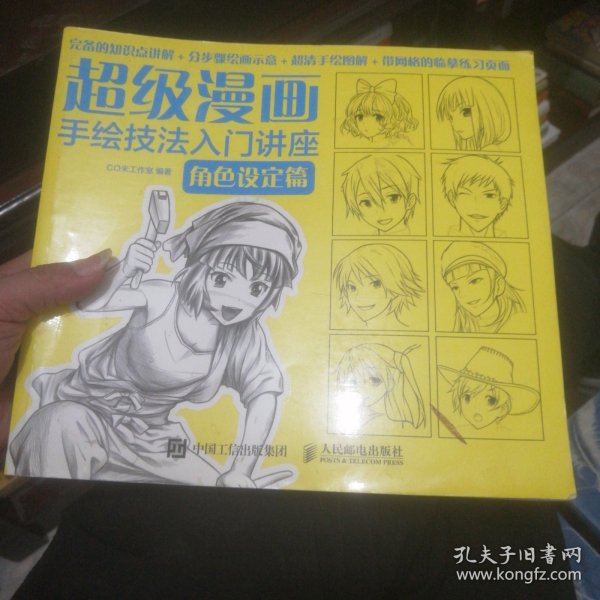 完备的知识点讲解+分步骤绘画示意+超清手绘图解+带网格的临摹练习页面
超级漫画
手绘技法入门讲座
C·C米工作室 编著
角色设定篇
中国工信出版集团
人民邮电出版社
POSTS & TELECOM PRESS
孔夫子旧书网
www.kongfz.com